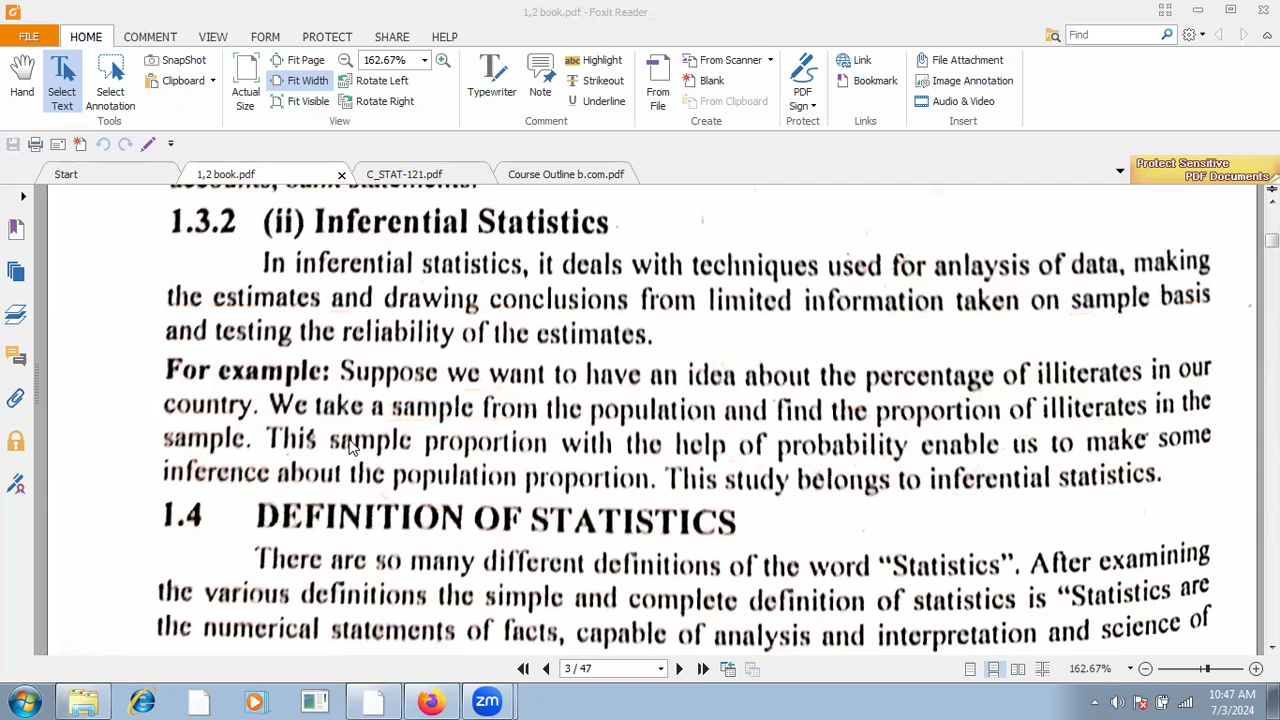 1,2 book.pdf - Foxit Reader
FILE HOME COMMENT VIEW FORM PROTECT SHARE HELP
Find
Hand
Select Text
Select Annotation
SnapShot
Clipboard
Tools
Actual Size
Fit Page
Fit Width
Fit Visible
162.67%
Rotate Left
Rotate Right
View
Typewriter
Note
Highlight
Strikeout
Underline
Comment
From File
From Scanner
Blank
From Clipboard
Create
PDF Sign
Protect
Link
Bookmark
Links
File Attachment
Image Annotation
Audio & Video
Insert
Start
1,2 book.pdf
C_STAT-121.pdf
Course Outline b.com.pdf
Protect Sensitive
PDF Documents
accounts, bank statements.
1.3.2 (ii) Inferential Statistics
In inferential statistics, it deals with techniques used for anlaysis of data, making
the estimates and drawing conclusions from limited information taken on sample basis
and testing the reliability of the estimates.
For example: Suppose we want to have an idea about the percentage of illiterates in our
country. We take a sample from the population and find the proportion of illiterates in the
sample. This sample proportion with the help of probability enable us to make some
inference about the population proportion. This study belongs to inferential statistics.
1.4 DEFINITION OF STATISTICS
There are so many different definitions of the word "Statistics". After examining
the various definitions the simple and complete definition of statistics is "Statistics are
the numerical statements of facts, capable of analysis and interpretation and science of
3 / 47
162.67%
zm
10:47 AM
7/3/2024